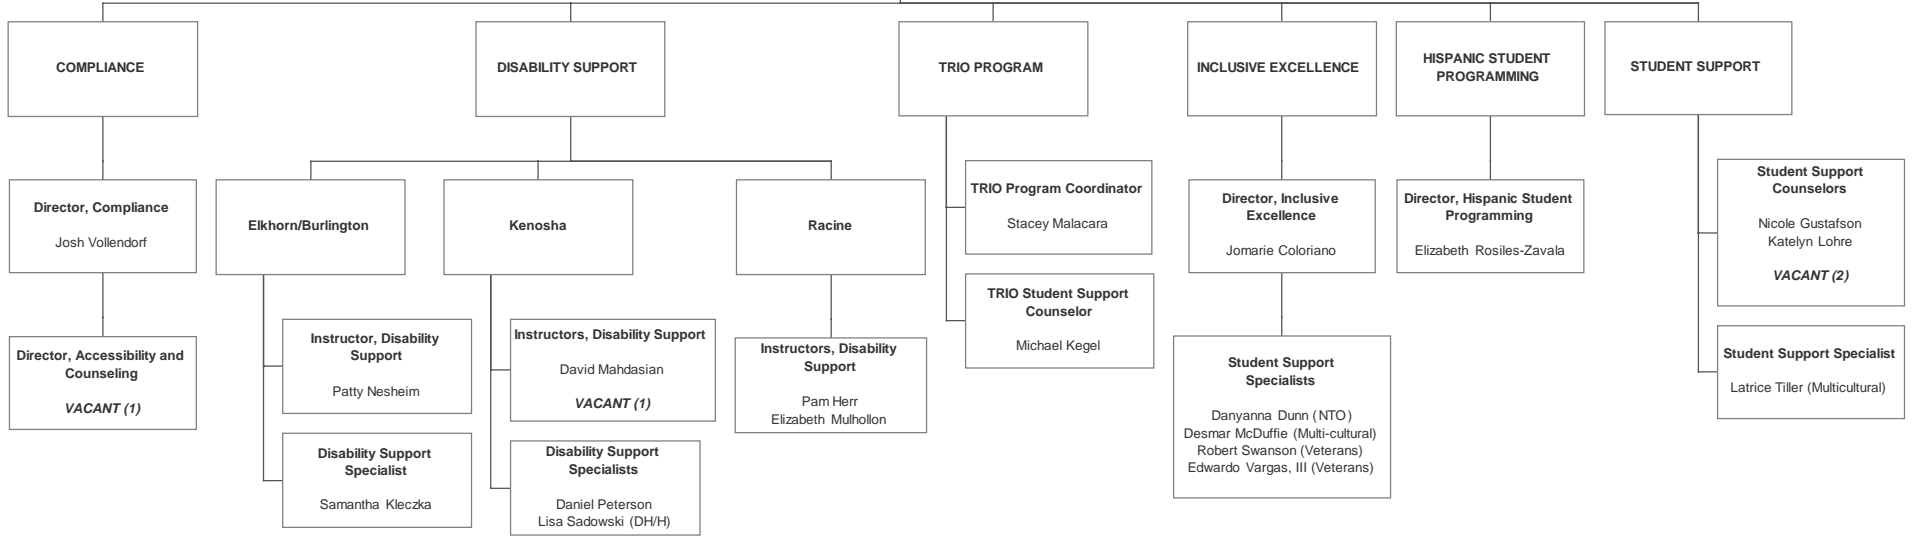 COMPLIANCE
DISABILITY SUPPORT
TRIO PROGRAM
INCLUSIVE EXCELLENCE
HISPANIC STUDENT
PROGRAMMING
STUDENT SUPPORT
Director, Compliance
Josh Vollendorf
Director, Accessibility and
Counseling
VACANT (1)
Elkhorn/Burlington
Instructor, Disability
Support
Patty Nesheim
Disability Support
Specialist
Samantha Kleczka
Kenosha
Instructors, Disability Support
David Mahdasian
VACANT (1)
Disability Support
Specialists
Daniel Peterson
Lisa Sadowski (DH/H)
Racine
Instructors, Disability
Support
Pam Herr
Elizabeth Mulhollon
TRIO Program Coordinator
Stacey Malacara
TRIO Student Support
Counselor
Michael Kegel
Director, Inclusive
Excellence
Jomarie Coloriano
Student Support
Specialists
Danyanna Dunn (NTO)
Desmar McDuffie (Multi-cultural)
Robert Swanson (Veterans)
Edwardo Vargas, III (Veterans)
Director, Hispanic Student
Programming
Elizabeth Rosiles-Zavala
Student Support
Counselors
Nicole Gustafson
Katelyn Lohre
VACANT (2)
Student Support Specialist
Latrice Tiller (Multicultural)